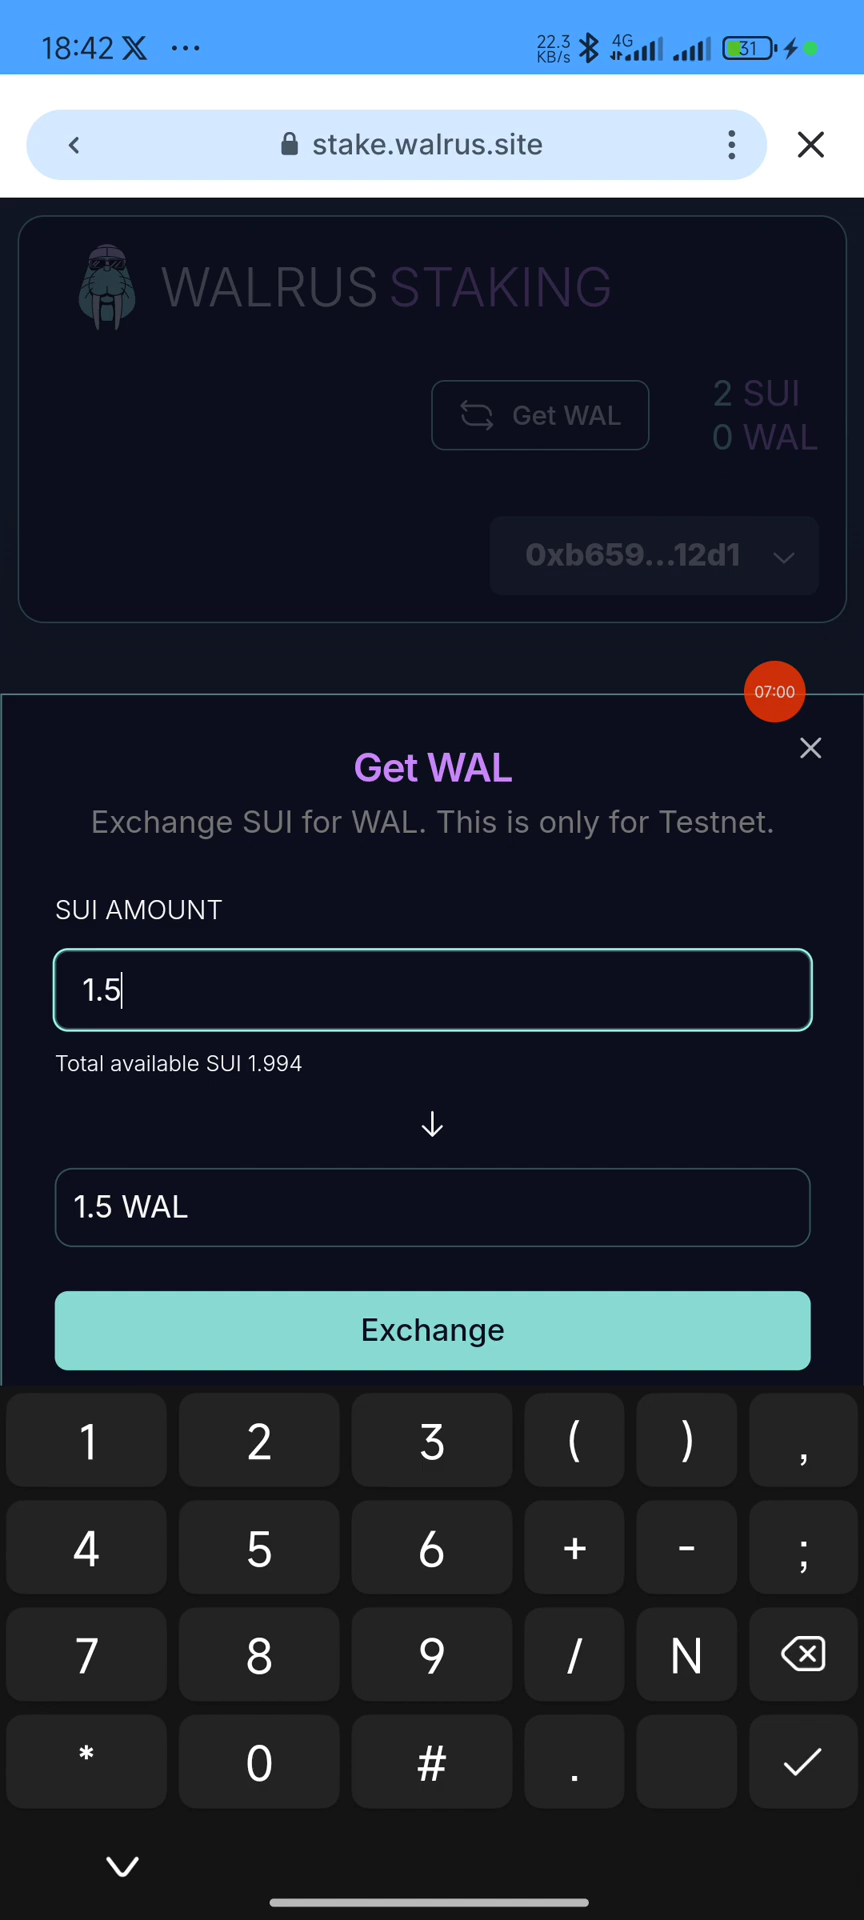 18:42 X ...
22.3 KB/s 4G 31
stake.walrus.site
WALRUS STAKING
Get WAL
2 SUI
0 WAL
0xb659...12d1
07:00
Get WAL
Exchange SUI for WAL. This is only for Testnet.
SUI AMOUNT
1.5
Total available SUI 1.994
1.5 WAL
Exchange
1 2 3 ( ) ,
4 5 6 + - ;
7 8 9 / N
* 0 # .